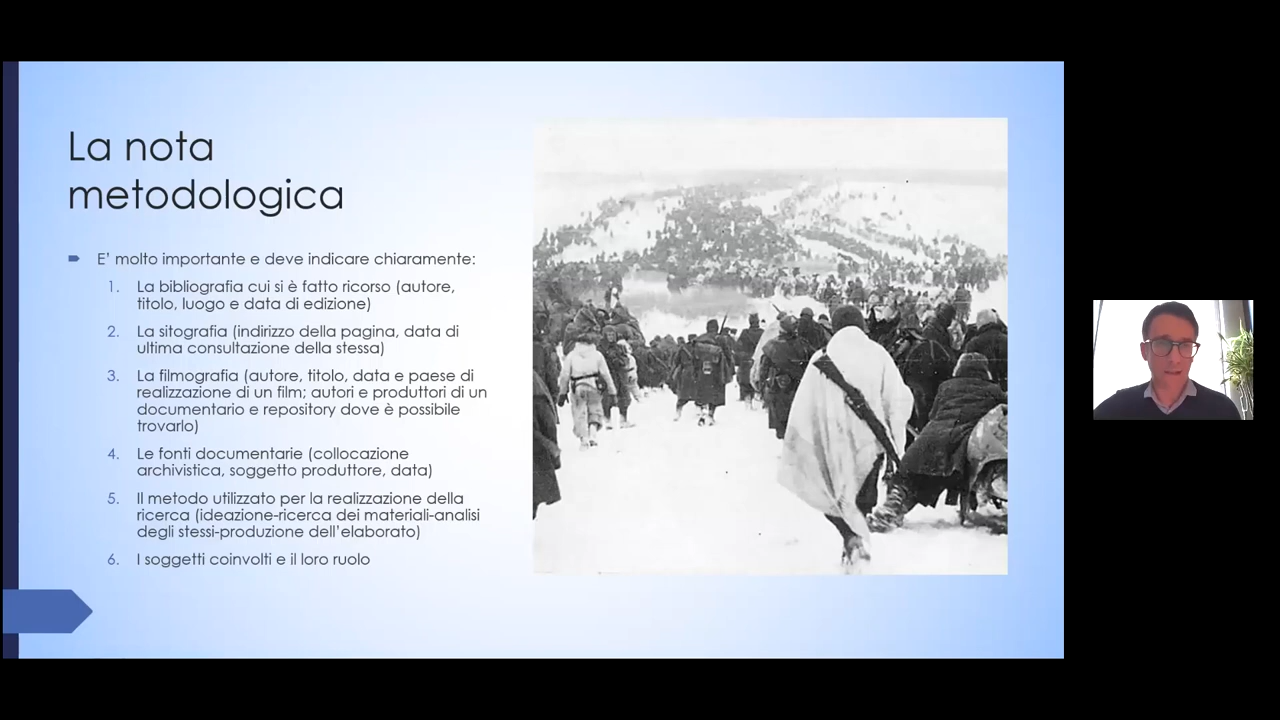 La nota
metodologica
E' molto importante e deve indicare chiaramente:
1. La bibliografia cui si è fatto ricorso (autore,
titolo, luogo e data di edizione)
2. La sitografia (indirizzo della pagina, data di
ultima consultazione della stessa)
3. La filmografia (autore, titolo, data e paese di
realizzazione di un film; autori e produttori di un
documentario e repository dove è possibile
trovarlo)
4. Le fonti documentarie (collocazione
archivistica, soggetto produttore, data)
5. Il metodo utilizzato per la realizzazione della
ricerca (ideazione-ricerca dei materiali-analisi
degli stessi-produzione dell'elaborato)
6. I soggetti coinvolti e il loro ruolo